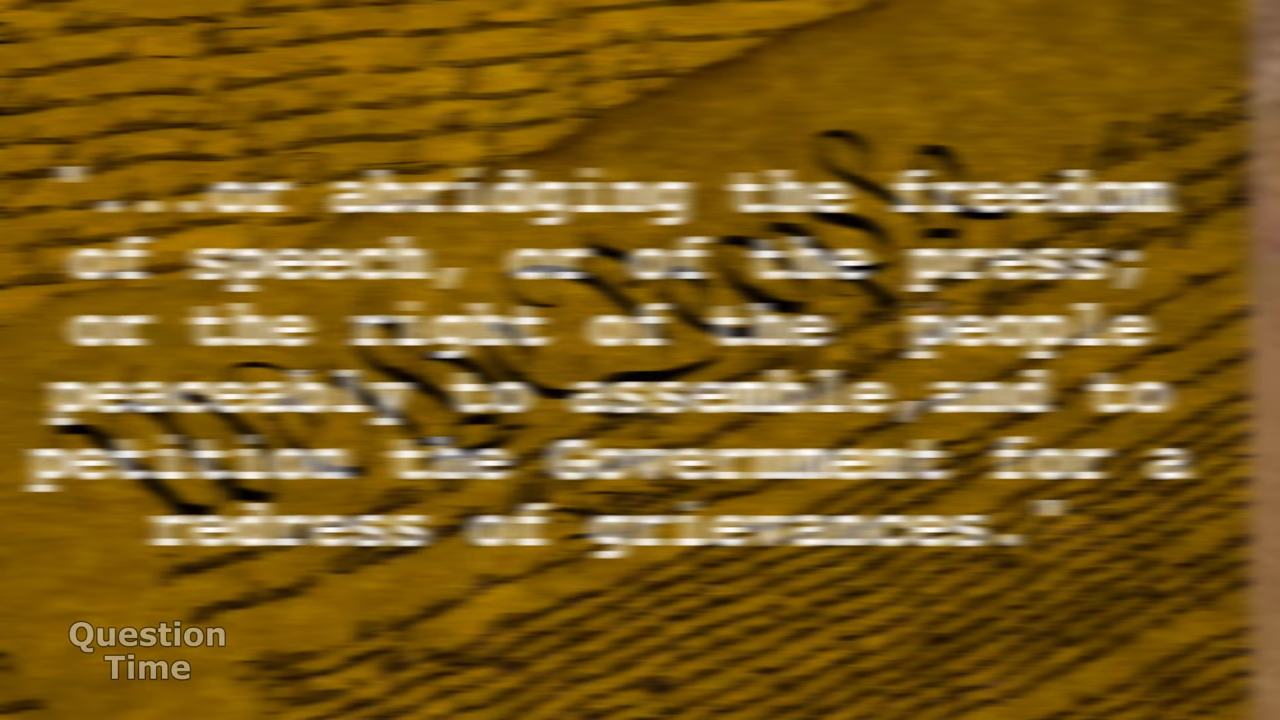 "...or abridging the freedom
of speech, or of the press;
or the right of the people
peaceably to assemble, and to
petition the Government for a
redress of grievances."
Question
Time